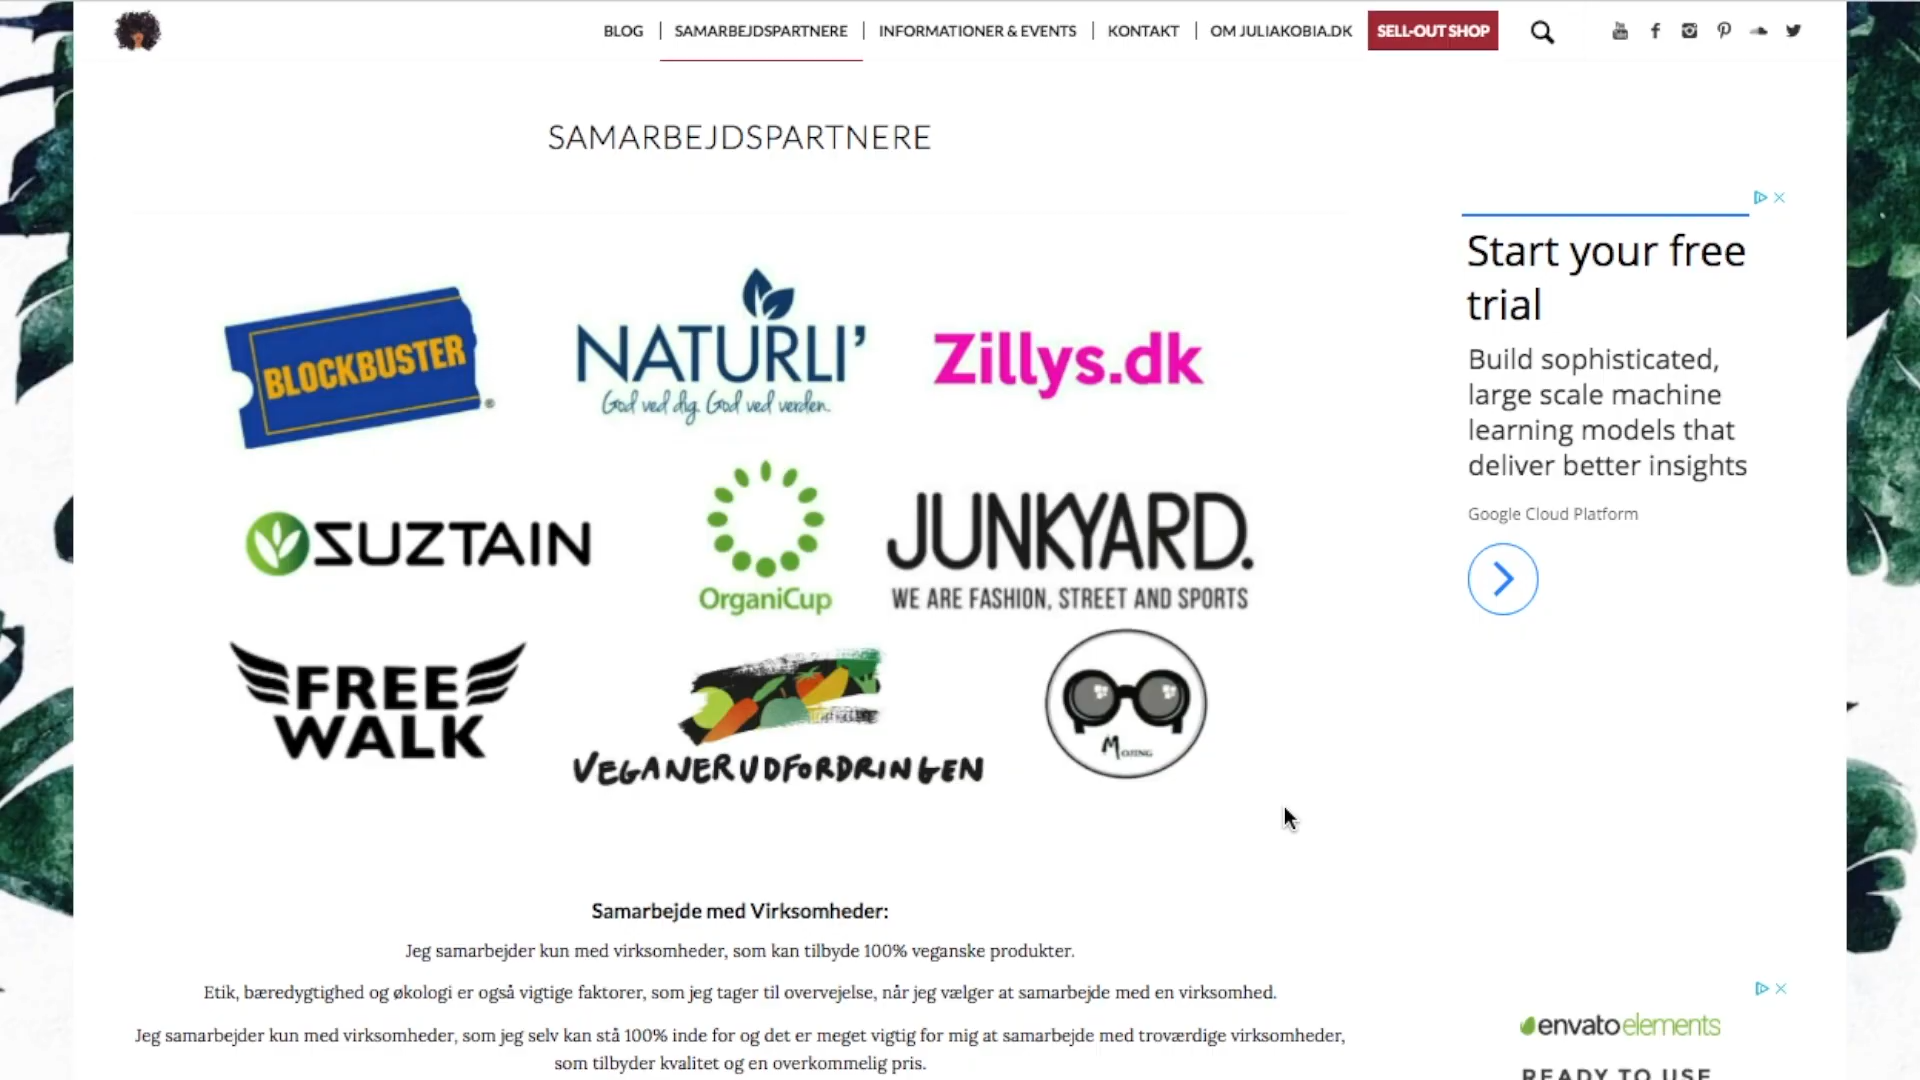 BLOG
SAMARBEJDSPARTNERE
INFORMATIONER & EVENTS
KONTAKT
OM JULIAKOBIA.DK
SELL-OUT SHOP
SAMARBEJDSPARTNERE
BLOCKBUSTER
®
NATURLI’
God ved dig. God ved verden.
Zillys.dk
SUZTAIN
OrganiCup
JUNKYARD.
WE ARE FASHION, STREET AND SPORTS
FREE
WALK
VEGANERUDFORDRINGEN
MOJING
Start your free
trial
Build sophisticated,
large scale machine
learning models that
deliver better insights
Google Cloud Platform
Samarbejde med Virksomheder:
Jeg samarbejder kun med virksomheder, som kan tilbyde 100% veganske produkter.
Etik, bæredygtighed og økologi er også vigtige faktorer, som jeg tager til overvejelse, når jeg vælger at samarbejde med en virksomhed.
Jeg samarbejder kun med virksomheder, som jeg selv kan stå 100% inde for og det er meget vigtig for mig at samarbejde med troværdige virksomheder,
som tilbyder kvalitet og en overkommelig pris.
envatoelements
READY TO USE